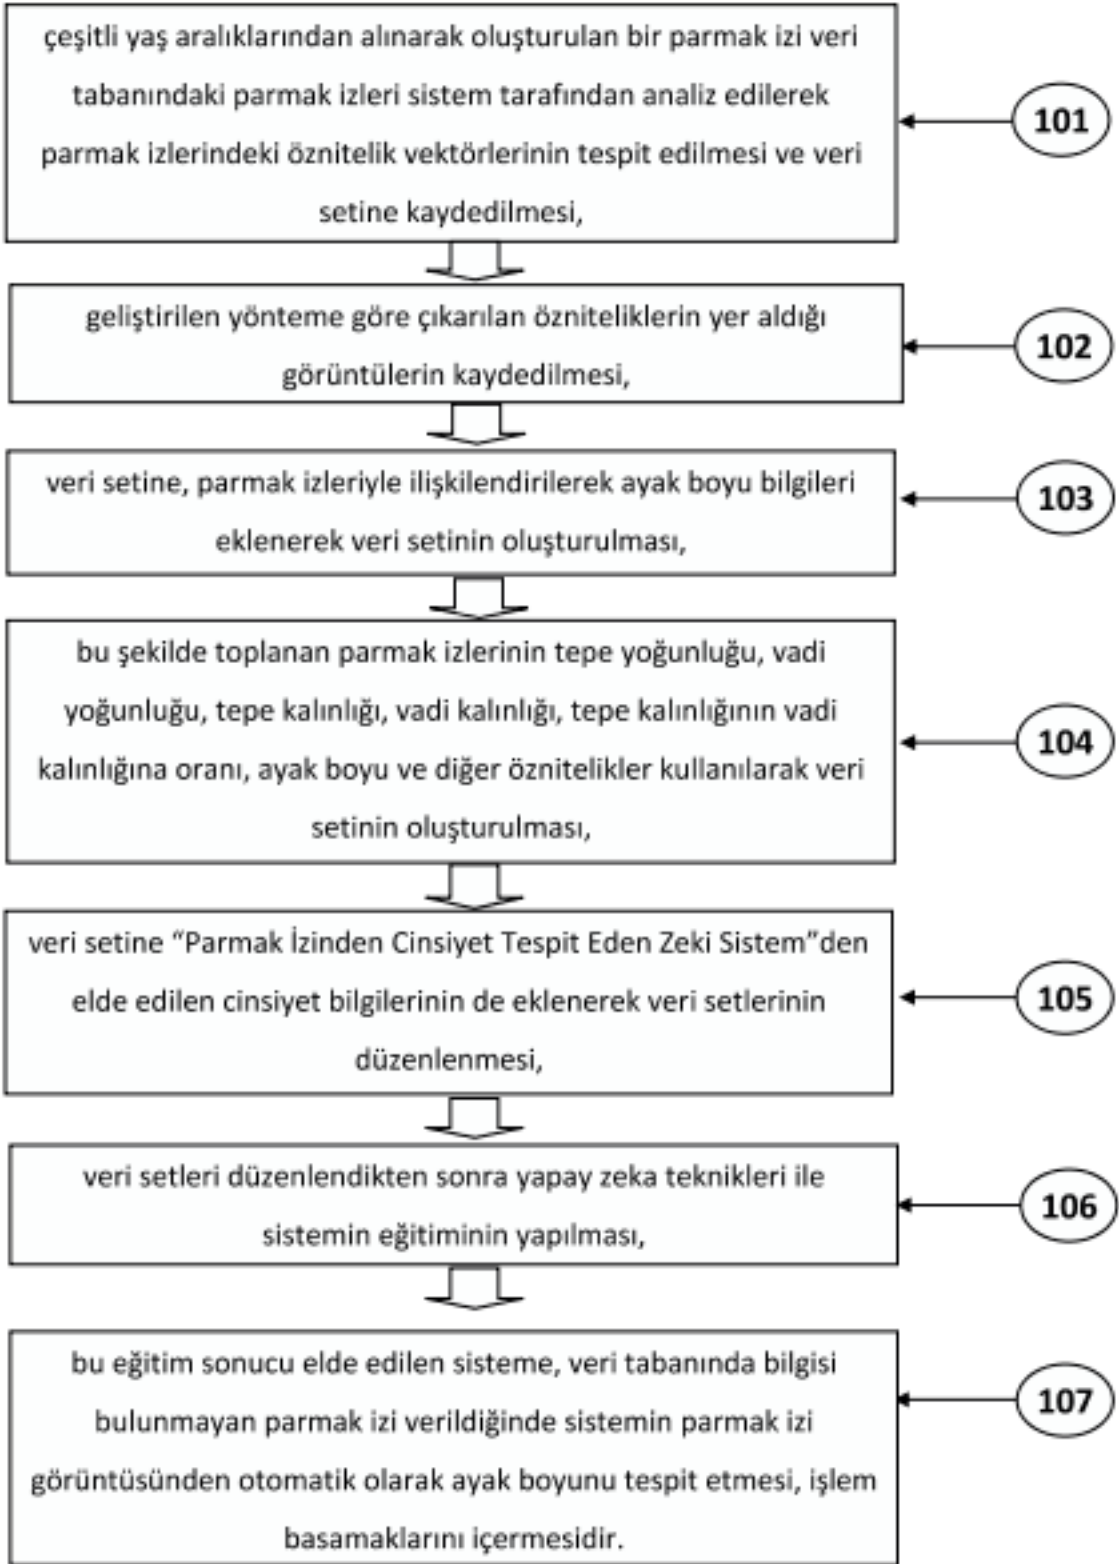 çeşitli yaş aralıklarından alınarak oluşturulan bir parmak izi veri
tabanındaki parmak izleri sistem tarafından analiz edilerek
parmak izlerindeki öznitelik vektörlerinin tespit edilmesi ve veri
setine kaydedilmesi,
101
geliştirilen yönteme göre çıkarılan özniteliklerin yer aldığı
görüntülerin kaydedilmesi,
102
veri setine, parmak izleriyle ilişkilendirilerek ayak boyu bilgileri
eklenerek veri setinin oluşturulması,
103
bu şekilde toplanan parmak izlerinin tepe yoğunluğu, vadi
yoğunluğu, tepe kalınlığı, vadi kalınlığı, tepe kalınlığının vadi
kalınlığına oranı, ayak boyu ve diğer öznitelikler kullanılarak veri
setinin oluşturulması,
104
veri setine “Parmak İzinden Cinsiyet Tespit Eden Zeki Sistem”den
elde edilen cinsiyet bilgilerinin de eklenerek veri setlerinin
düzenlenmesi,
105
veri setleri düzenlendikten sonra yapay zeka teknikleri ile
sistemin eğitiminin yapılması,
106
bu eğitim sonucu elde edilen sisteme, veri tabanında bilgisi
bulunmayan parmak izi verildiğinde sistemin parmak izi
görüntüsünden otomatik olarak ayak boyunu tespit etmesi, işlem
basamaklarını içermesidir.
107